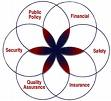 Public
Policy
Financial
Security
Safety
Quality
Assurance
Insurance